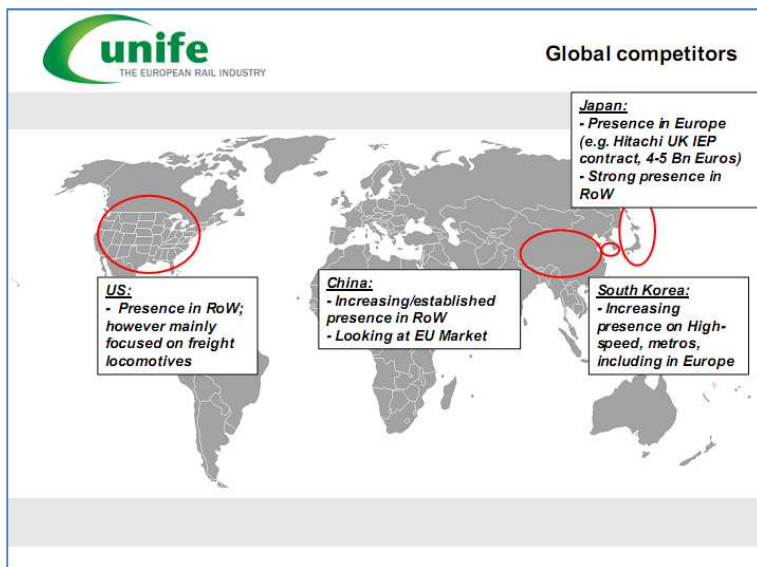 unife
THE EUROPEAN RAIL INDUSTRY
Global competitors
Japan:
- Presence in Europe
(e.g. Hitachi UK IEP
contract, 4-5 Bn Euros)
- Strong presence in
RoW
US:
- Presence in RoW;
however mainly
focused on freight
locomotives
China:
- Increasing/established
presence in RoW
- Looking at EU Market
South Korea:
- Increasing
presence on High-
speed, metros,
including in Europe